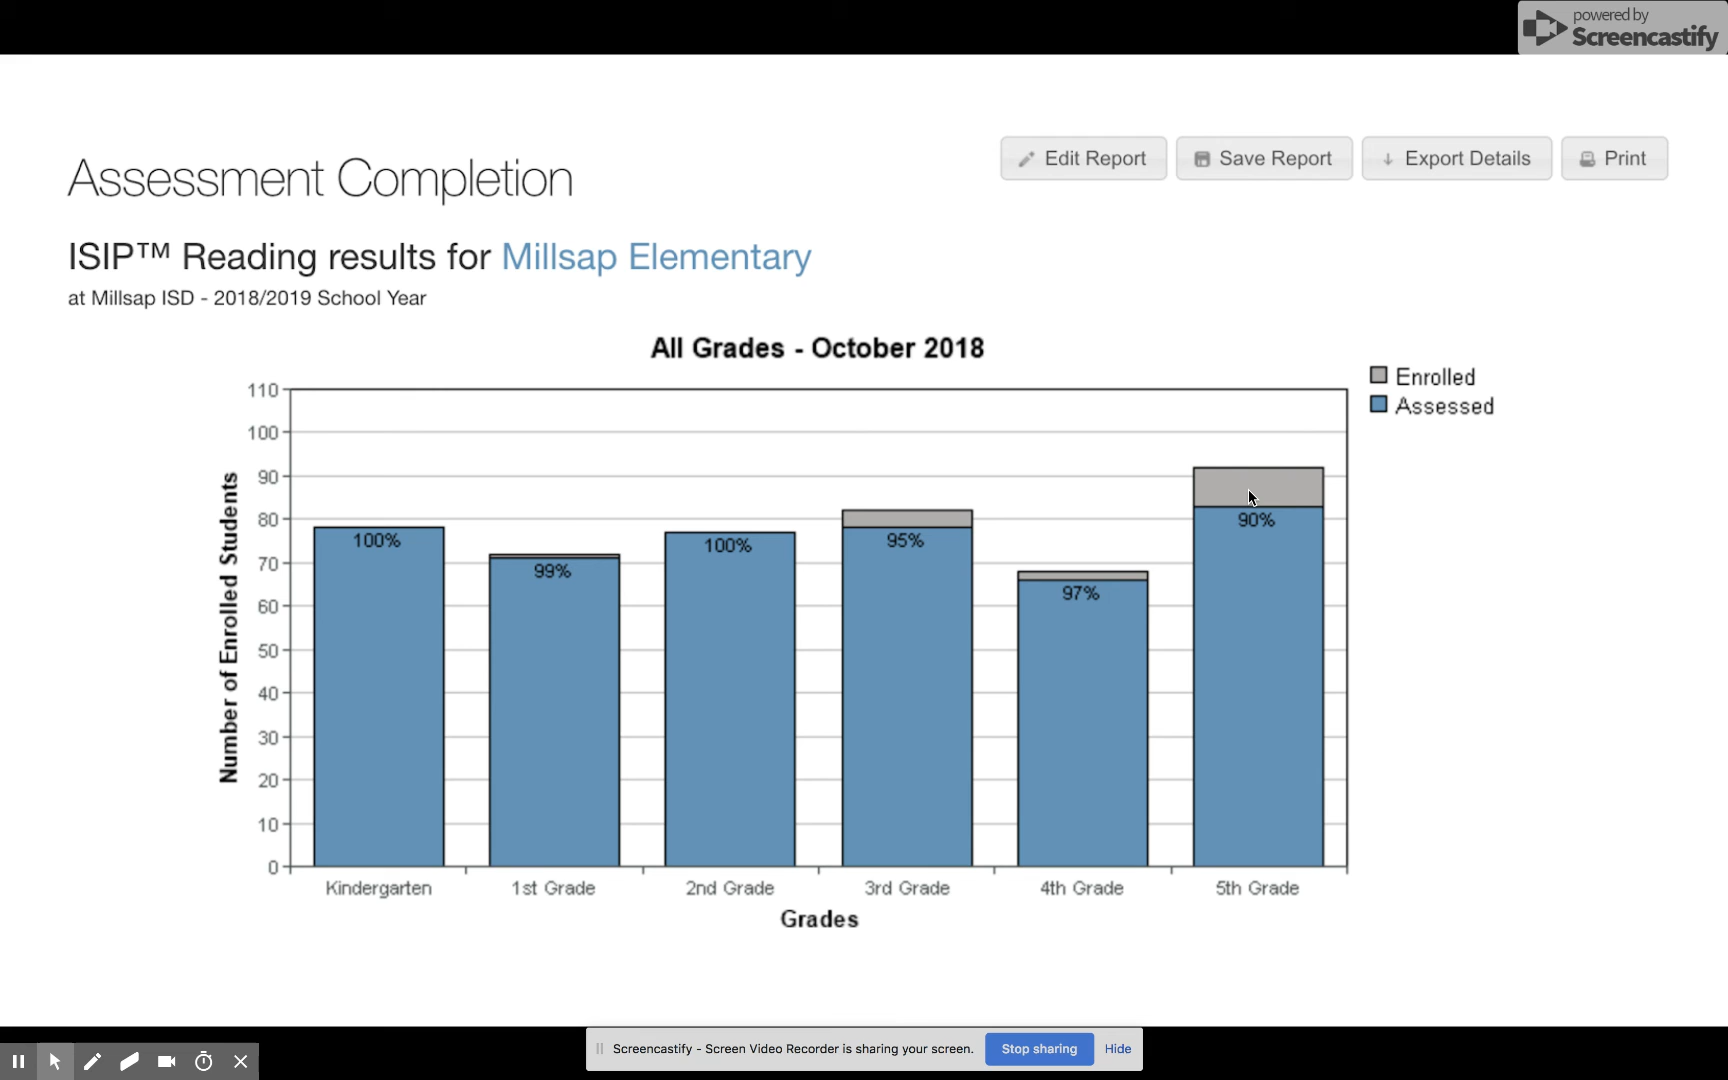 powered by
Screencastify
Edit Report
Save Report
Export Details
Print
Assessment Completion
ISIP™ Reading results for Millsap Elementary
at Millsap ISD - 2018/2019 School Year
All Grades - October 2018
Enrolled
Assessed
Number of Enrolled Students
110
100
90
80
70
60
50
40
30
20
10
0
100%
99%
100%
95%
97%
90%
Kindergarten
1st Grade
2nd Grade
3rd Grade
4th Grade
5th Grade
Grades
Screencastify - Screen Video Recorder is sharing your screen.
Stop sharing
Hide